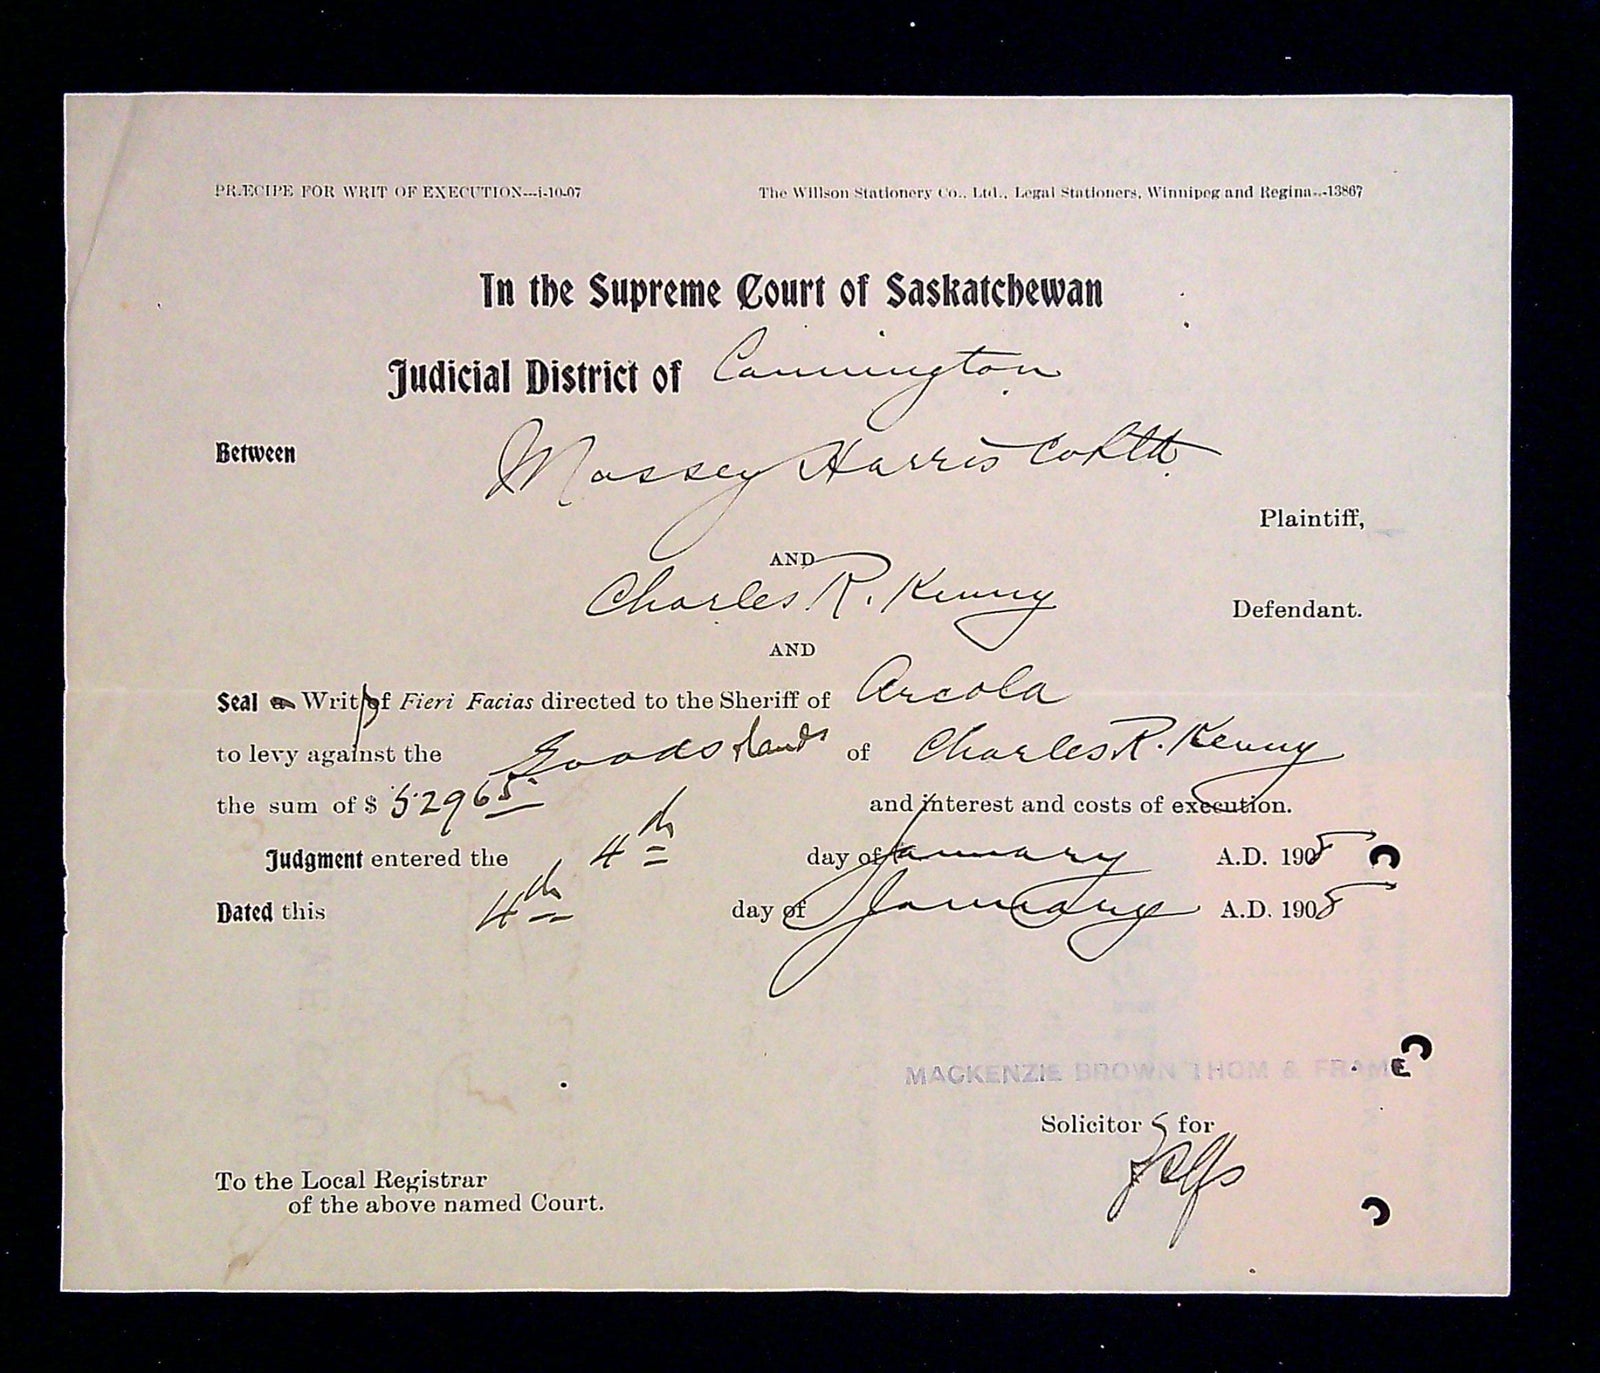 PRÆCIPE FOR WRIT OF EXECUTION---i-10-07 The Willson Stationery Co., Ltd., Legal Stationers, Winnipeg and Regina---13867
In the Supreme Court of Saskatchewan
Judicial District of Cannington
Between Massey Harris Co Ltd.
Plaintiff,
AND
Charles R. Kenny Defendant.
AND
Seal Writ of Fieri Facias directed to the Sheriff of Arcola
to levy against the Goods & lands of Charles R. Kenny
the sum of $ 529 65 and interest and costs of execution.
Judgment entered the 4th day of January A.D. 1908
Dated this 4th day of January A.D. 1908
MACKENZIE BROWN THOM & FRAME
Solicitors for
Plffs
To the Local Registrar
of the above named Court.